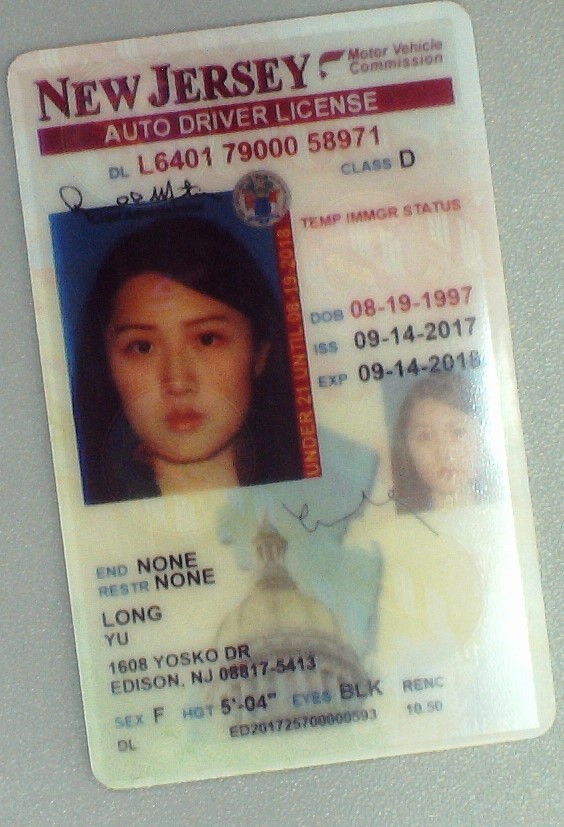 NEW JERSEY
Motor Vehicle
Commission
AUTO DRIVER LICENSE
DL L6401 79000 58971
CLASS D
TEMP IMMGR STATUS
UNDER 21 UNTIL 08-19-2018
DOB 08-19-1997
ISS 09-14-2017
EXP 09-14-2018
END NONE
RESTR NONE
LONG
YU
1608 YOSKO DR
EDISON, NJ 08817-5413
SEX F HGT 5'-04" EYES BLK RENC
DL ED201725700000593 10.50